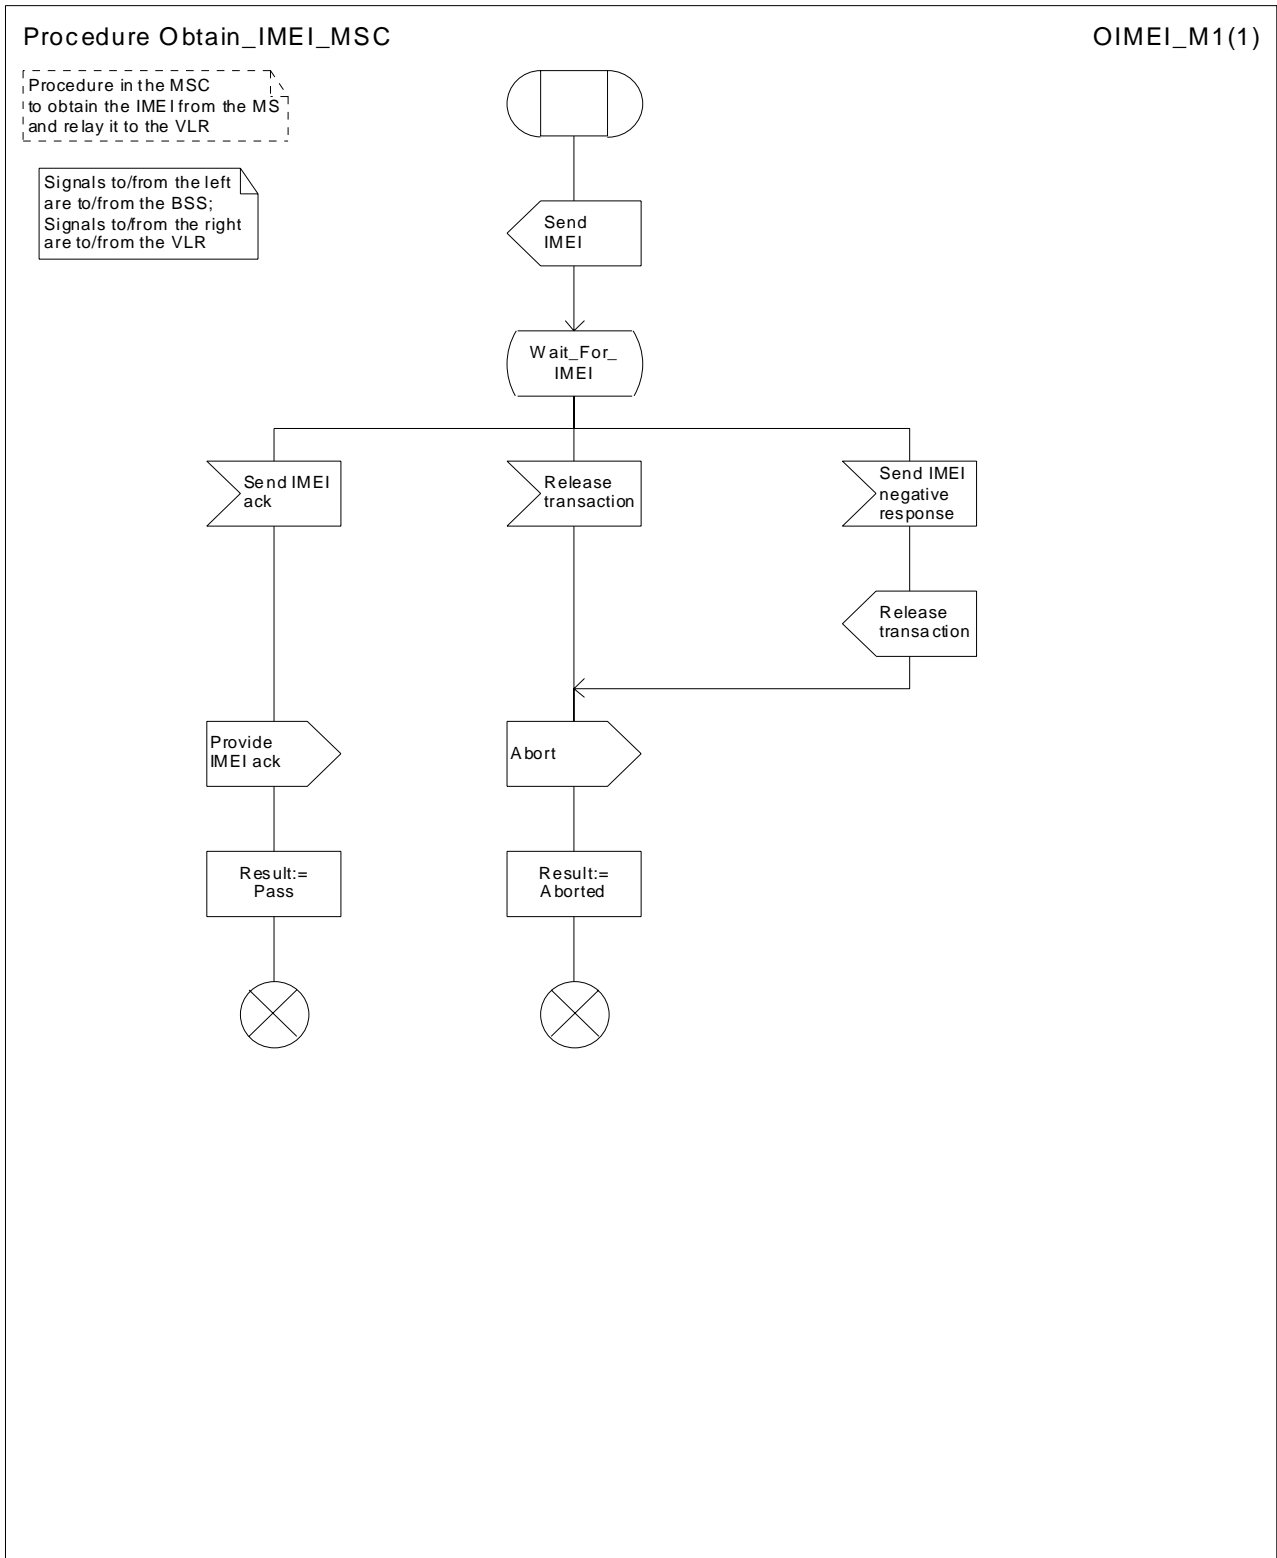 Procedure Obtain_IMEI_MSC
OIMEI_M1(1)
Procedure in the MSC
to obtain the IMEI from the MS
and relay it to the VLR
Signals to/from the left
are to/from the BSS;
Signals to/from the right
are to/from the VLR
Send
IMEI
Wait_For_
IMEI
Send IMEI
ack
Release
transaction
Send IMEI
negative
response
Release
transaction
Provide
IMEI ack
Abort
Result:=
Pass
Result:=
Aborted